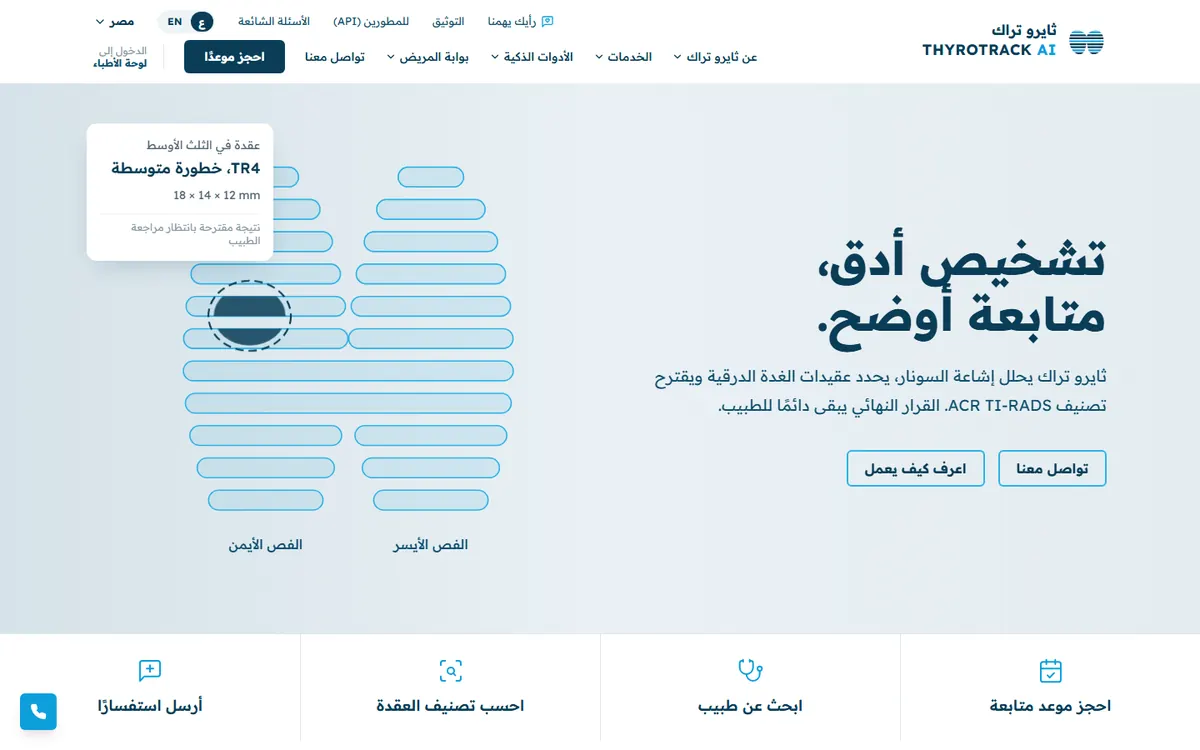 ثايرو تراك
THYROTRACK AI
رأيك يهمنا
التوثيق
للمطورين (API)
الأسئلة الشائعة
ع
EN
مصر
عن ثايرو تراك
الخدمات
الأدوات الذكية
بوابة المريض
تواصل معنا
احجز موعدًا
الدخول إلى
لوحة الأطباء
تشخيص أدق،
متابعة أوضح.
ثايرو تراك يحلل إشاعة السونار، يحدد عقيدات الغدة الدرقية ويقترح
تصنيف ACR TI-RADS. القرار النهائي يبقى دائمًا للطبيب.
تواصل معنا
اعرف كيف يعمل
عقدة في الثلث الأوسط
TR4، خطورة متوسطة
18 × 14 × 12 mm
نتيجة مقترحة بانتظار مراجعة
الطبيب
الفص الأيسر
الفص الأيمن
احجز موعد متابعة
ابحث عن طبيب
احسب تصنيف العقدة
أرسل استفسارًا